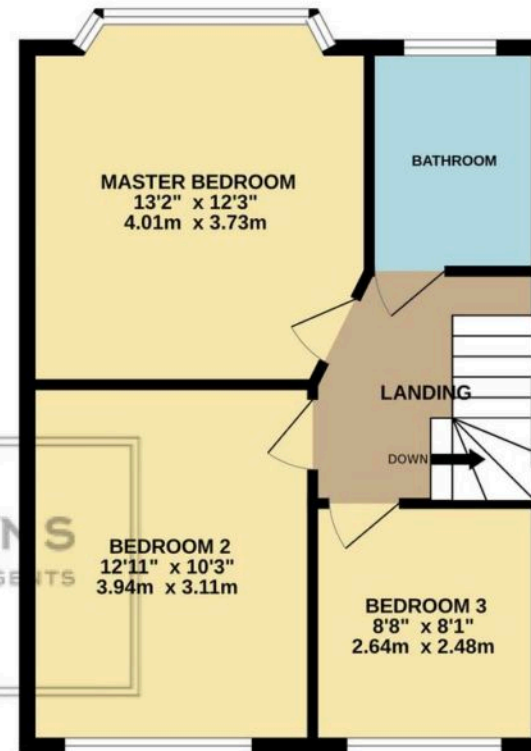 MASTER BEDROOM
13'2" x 12'3"
4.01m x 3.73m
BATHROOM
LANDING
DOWN
BEDROOM 2
12'11" x 10'3"
3.94m x 3.11m
BEDROOM 3
8'8" x 8'1"
2.64m x 2.48m